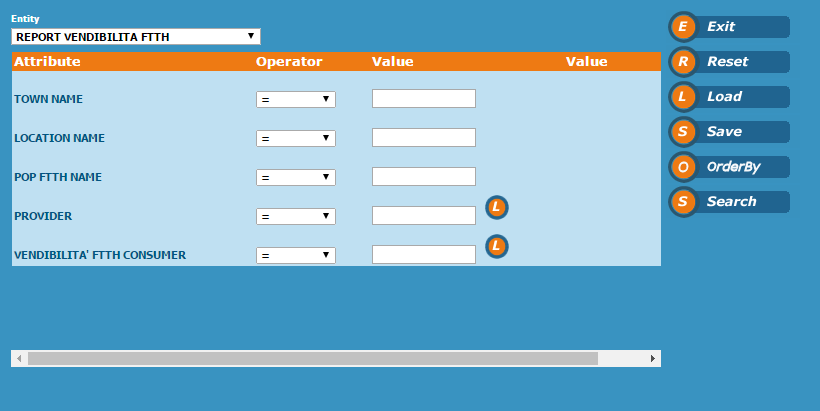 Entity
REPORT VENDIBILITA FTTH
Attribute Operator Value Value
TOWN NAME =
LOCATION NAME =
POP FTTH NAME =
PROVIDER = L
VENDIBILITA' FTTH CONSUMER = L
E Exit
R Reset
L Load
S Save
O OrderBy
S Search